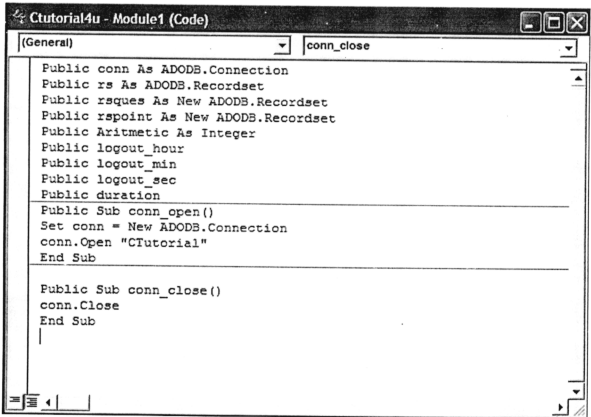 Ctutorial4u - Module1 (Code)
(General) conn_close
Public conn As ADODB.Connection
Public rs As ADODB.Recordset
Public rsques As New ADODB.Recordset
Public rspoint As New ADODB.Recordset
Public Aritmetic As Integer
Public logout_hour
Public logout_min
Public logout_sec
Public duration
Public Sub conn_open()
Set conn = New ADODB.Connection
conn.Open "CTutorial"
End Sub
Public Sub conn_close()
conn.Close
End Sub